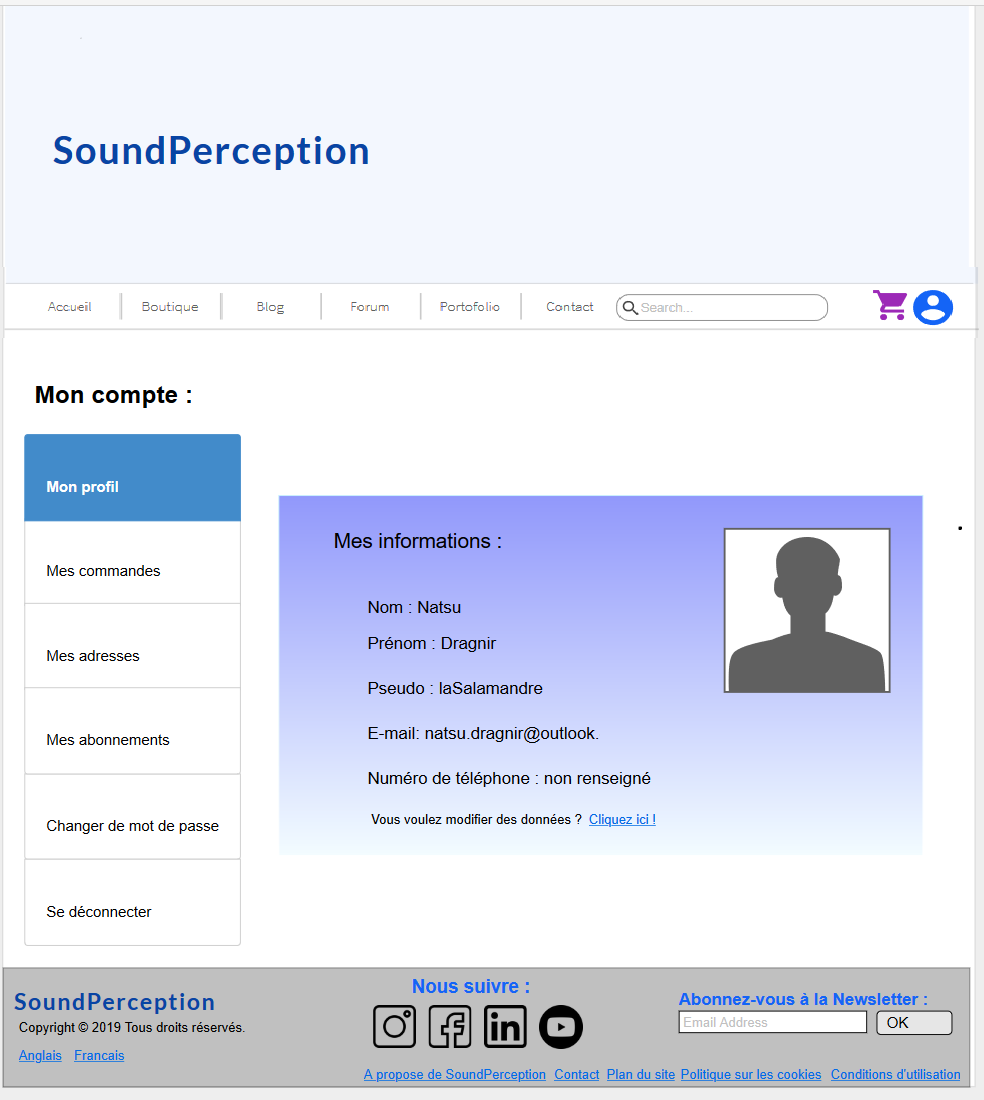 SoundPerception
Accueil Boutique Blog Forum Portofolio Contact Search...
Mon compte :
Mon profil
Mes commandes
Mes adresses
Mes abonnements
Changer de mot de passe
Se déconnecter
Mes informations :
Nom : Natsu
Prénom : Dragnir
Pseudo : laSalamandre
E-mail: natsu.dragnir@outlook.
Numéro de téléphone : non renseigné
Vous voulez modifier des données ? Cliquez ici !
SoundPerception
Copyright © 2019 Tous droits réservés.
Anglais Francais
Nous suivre :
in
Abonnez-vous à la Newsletter :
Email Address OK
A propose de SoundPerception Contact Plan du site Politique sur les cookies Conditions d'utilisation